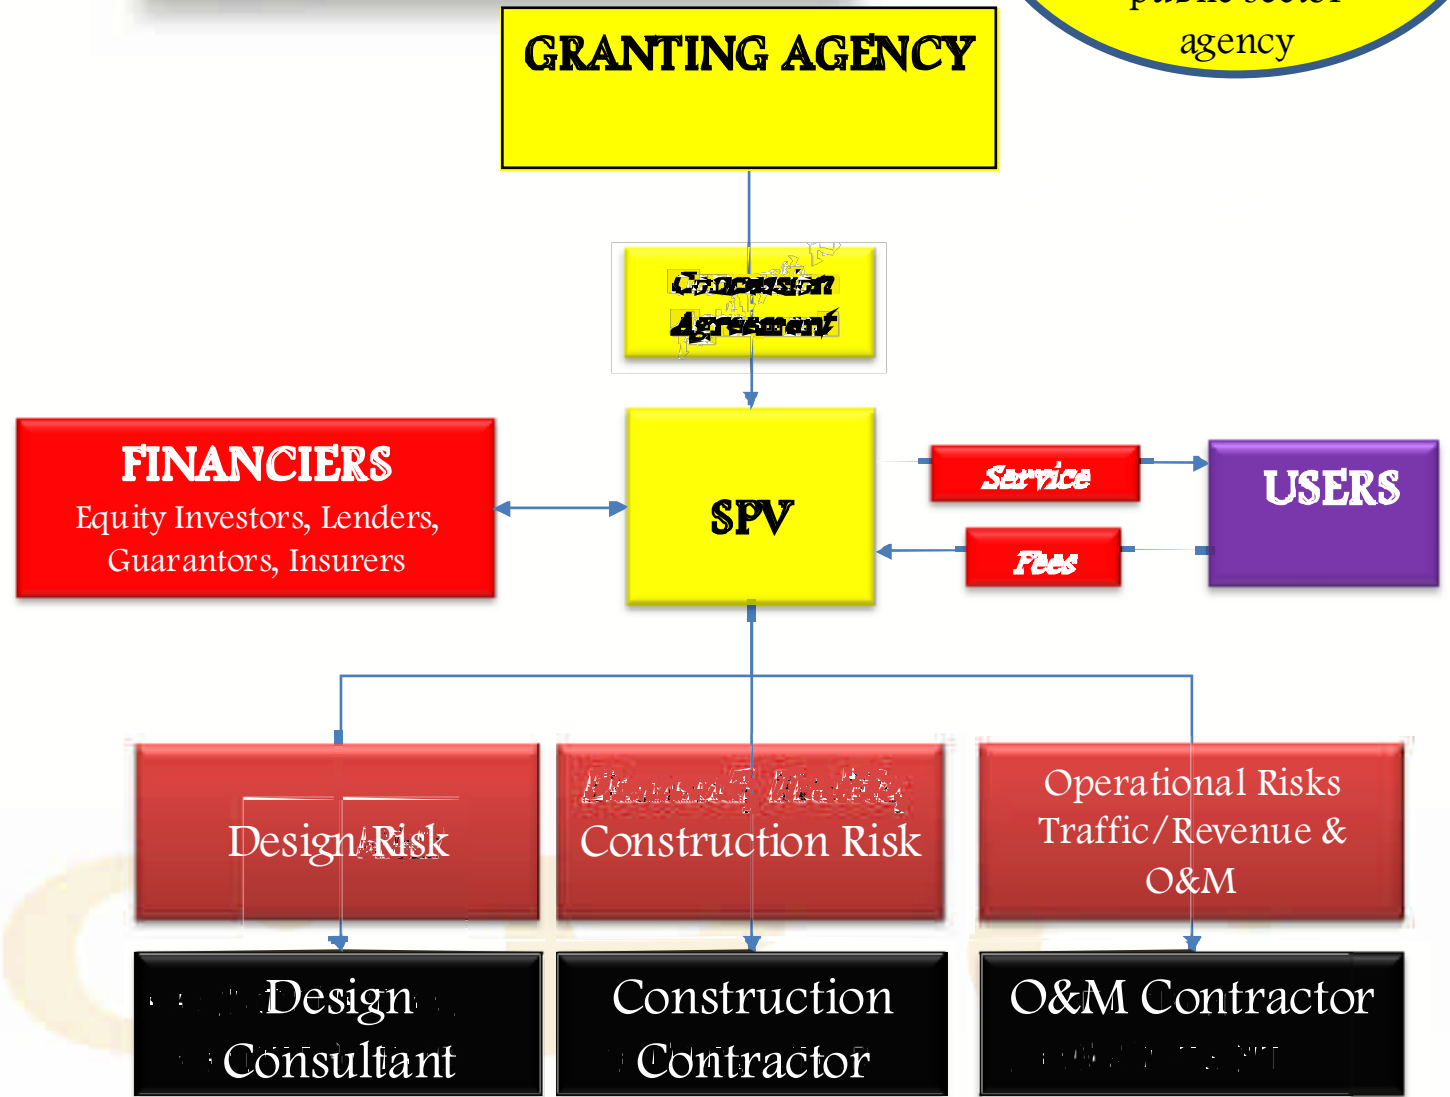 agency
GRANTING AGENCY
Concession
Agreement
FINANCIERS
Equity Investors, Lenders,
Guarantors, Insurers
SPV
Service
Fees
USERS
Design Risk
Construction Risk
Operational Risks
Traffic/Revenue &
O&M
Design
Consultant
Construction
Contractor
O&M Contractor